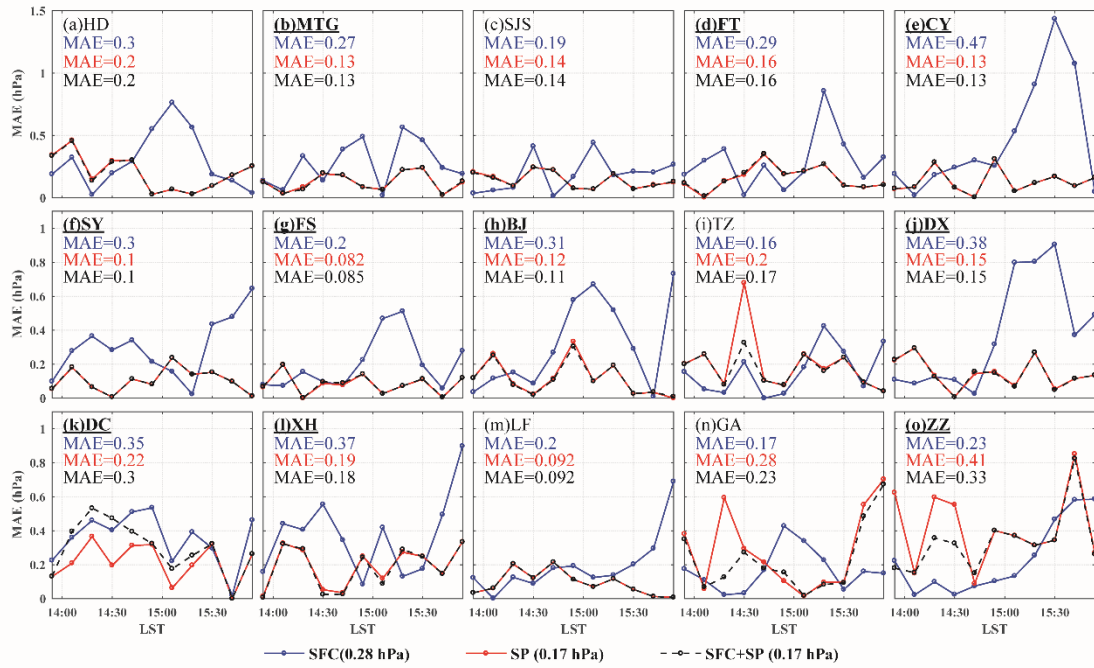 (a)HD
MAE=0.3
MAE=0.2
MAE=0.2
(b)MTG
MAE=0.27
MAE=0.13
MAE=0.13
(c)SJS
MAE=0.19
MAE=0.14
MAE=0.14
(d)FT
MAE=0.29
MAE=0.16
MAE=0.16
(e)CY
MAE=0.47
MAE=0.13
MAE=0.13
1.5
1
0.5
0
MAE (hPa)
(f)SY
MAE=0.3
MAE=0.1
MAE=0.1
(g)FS
MAE=0.2
MAE=0.082
MAE=0.085
(h)BJ
MAE=0.31
MAE=0.12
MAE=0.11
(i)TZ
MAE=0.16
MAE=0.2
MAE=0.17
(j)DX
MAE=0.38
MAE=0.15
MAE=0.15
1
0.8
0.6
0.4
0.2
0
MAE (hPa)
(k)DC
MAE=0.35
MAE=0.22
MAE=0.3
(l)XH
MAE=0.37
MAE=0.19
MAE=0.18
(m)LF
MAE=0.2
MAE=0.092
MAE=0.092
(n)GA
MAE=0.17
MAE=0.28
MAE=0.23
(o)ZZ
MAE=0.23
MAE=0.41
MAE=0.33
1
0.8
0.6
0.4
0.2
0
MAE (hPa)
14:00 14:30 15:00 15:30
14:00 14:30 15:00 15:30
14:00 14:30 15:00 15:30
14:00 14:30 15:00 15:30
14:00 14:30 15:00 15:30
LST LST LST LST LST
SFC(0.28 hPa) SP (0.17 hPa) SFC+SP (0.17 hPa)